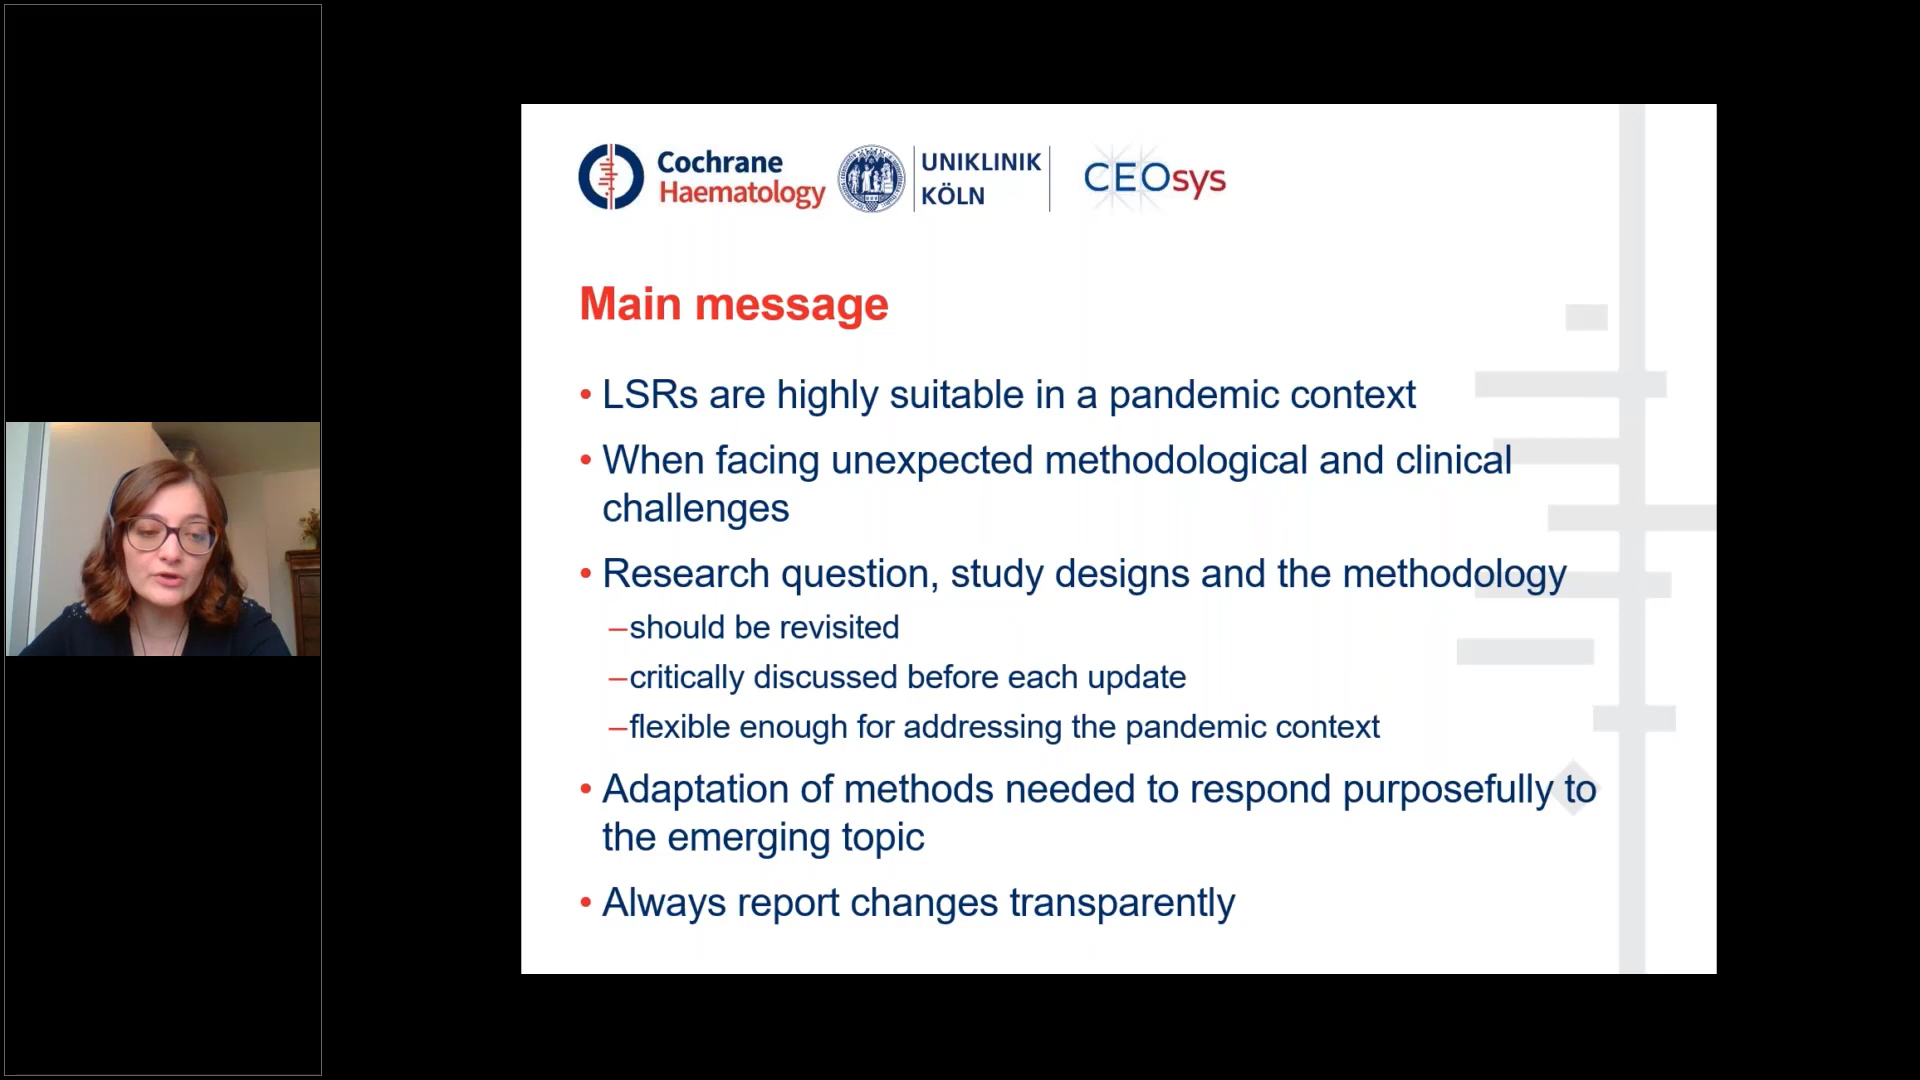 Cochrane
Haematology
UNIKLINIK
KÖLN
CEOsys
Main message
• LSRs are highly suitable in a pandemic context
• When facing unexpected methodological and clinical
challenges
• Research question, study designs and the methodology
–should be revisited
–critically discussed before each update
–flexible enough for addressing the pandemic context
• Adaptation of methods needed to respond purposefully to
the emerging topic
• Always report changes transparently